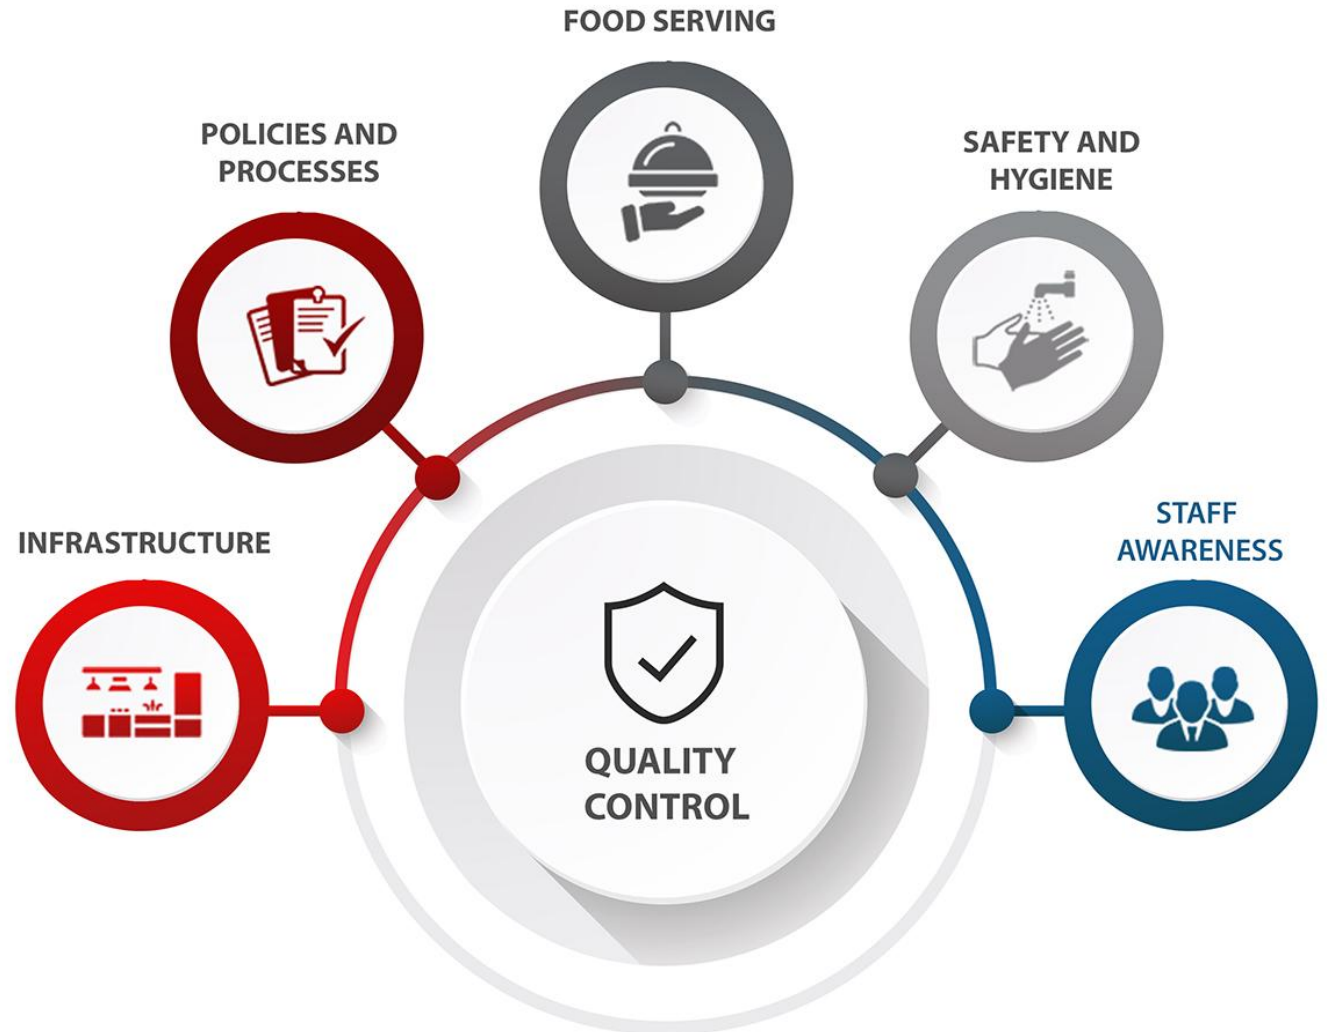 FOOD SERVING
POLICIES AND
PROCESSES
SAFETY AND
HYGIENE
INFRASTRUCTURE
STAFF
AWARENESS
QUALITY
CONTROL